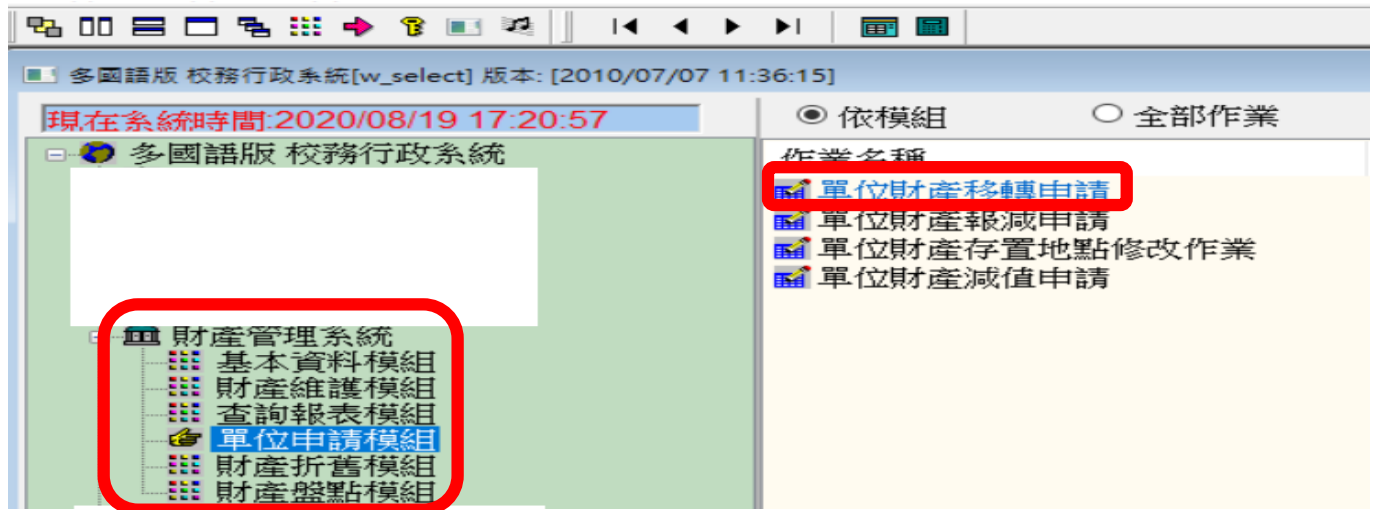 多國語版 校務行政系統[w_select] 版本: [2010/07/07 11:36:15]
現在系統時間:2020/08/19 17:20:57
多國語版 校務行政系統
財產管理系統
基本資料模組
財產維護模組
查詢報表模組
單位申請模組
財產折舊模組
財產盤點模組
依模組 全部作業
作業名稱
單位財產移轉申請
單位財產報減申請
單位財產存置地點修改作業
單位財產減值申請